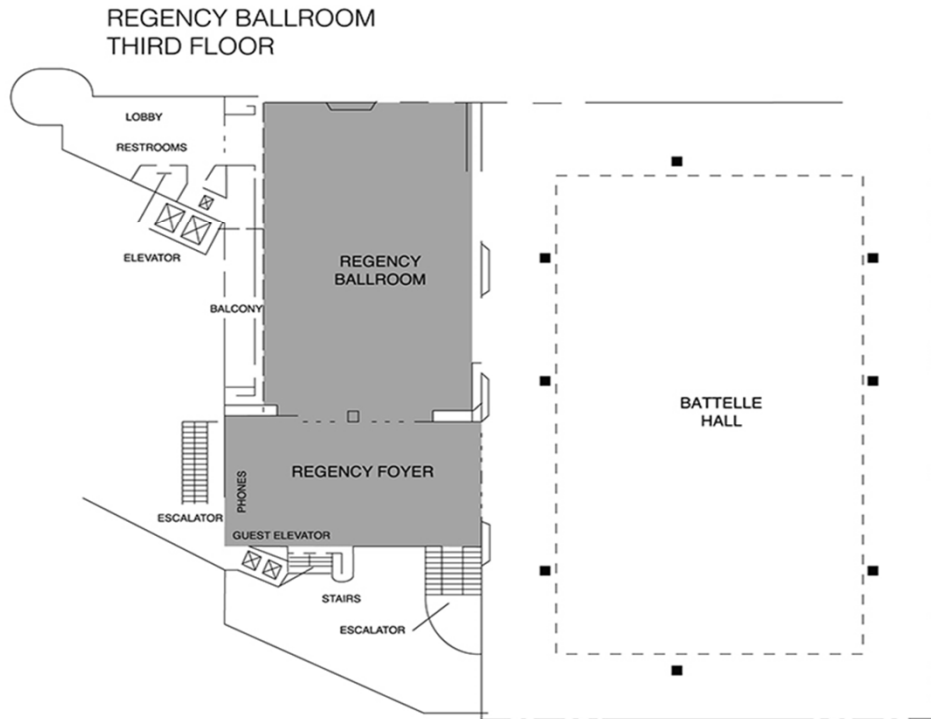 REGENCY BALLROOM
THIRD FLOOR
LOBBY
RESTROOMS
ELEVATOR
REGENCY
BALLROOM
BALCONY
BATTELLE
HALL
REGENCY FOYER
PHONES
ESCALATOR
GUEST ELEVATOR
STAIRS
ESCALATOR